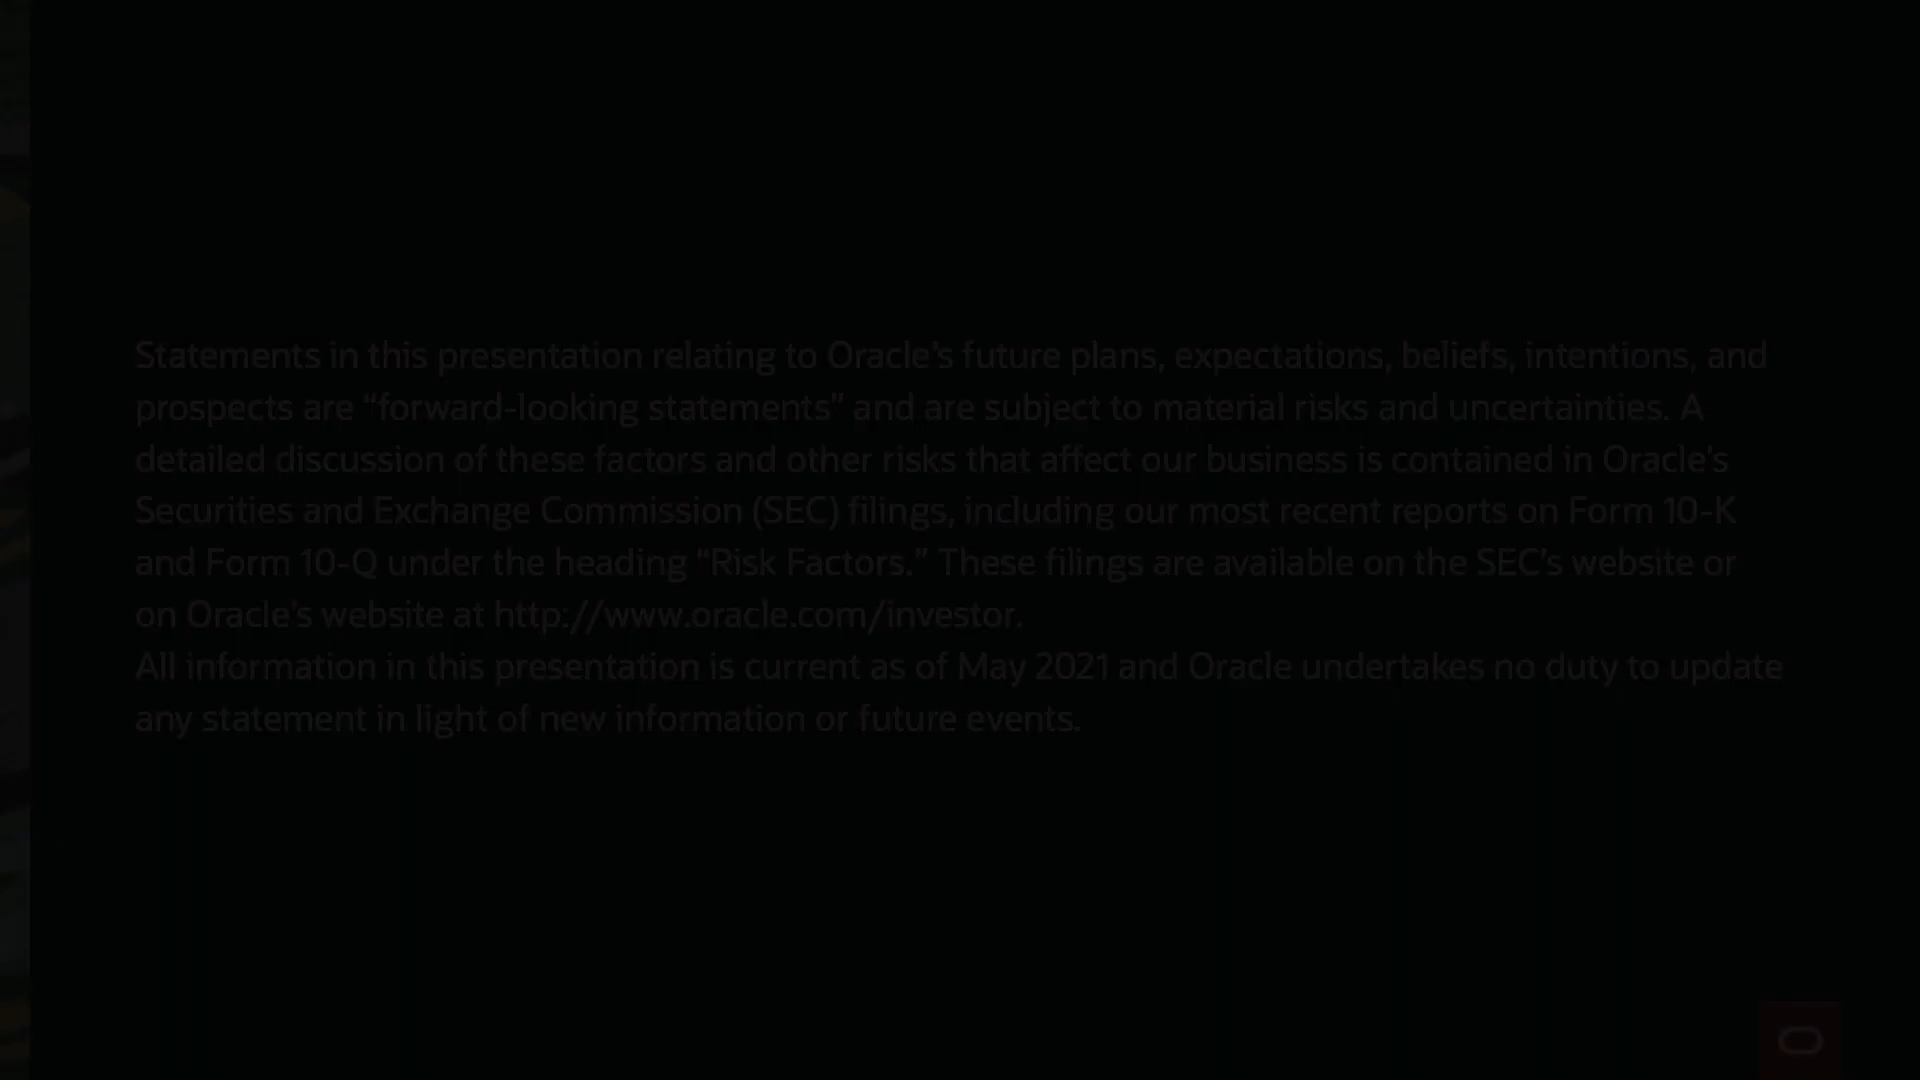 Statements in this presentation relating to Oracle’s future plans, expectations, beliefs, intentions, and
prospects are “forward-looking statements” and are subject to material risks and uncertainties. A
detailed discussion of these factors and other risks that affect our business is contained in Oracle’s
Securities and Exchange Commission (SEC) filings, including our most recent reports on Form 10-K
and Form 10-Q under the heading “Risk Factors.” These filings are available on the SEC’s website or
on Oracle’s website at http://www.oracle.com/investor.
All information in this presentation is current as of May 2021 and Oracle undertakes no duty to update
any statement in light of new information or future events.